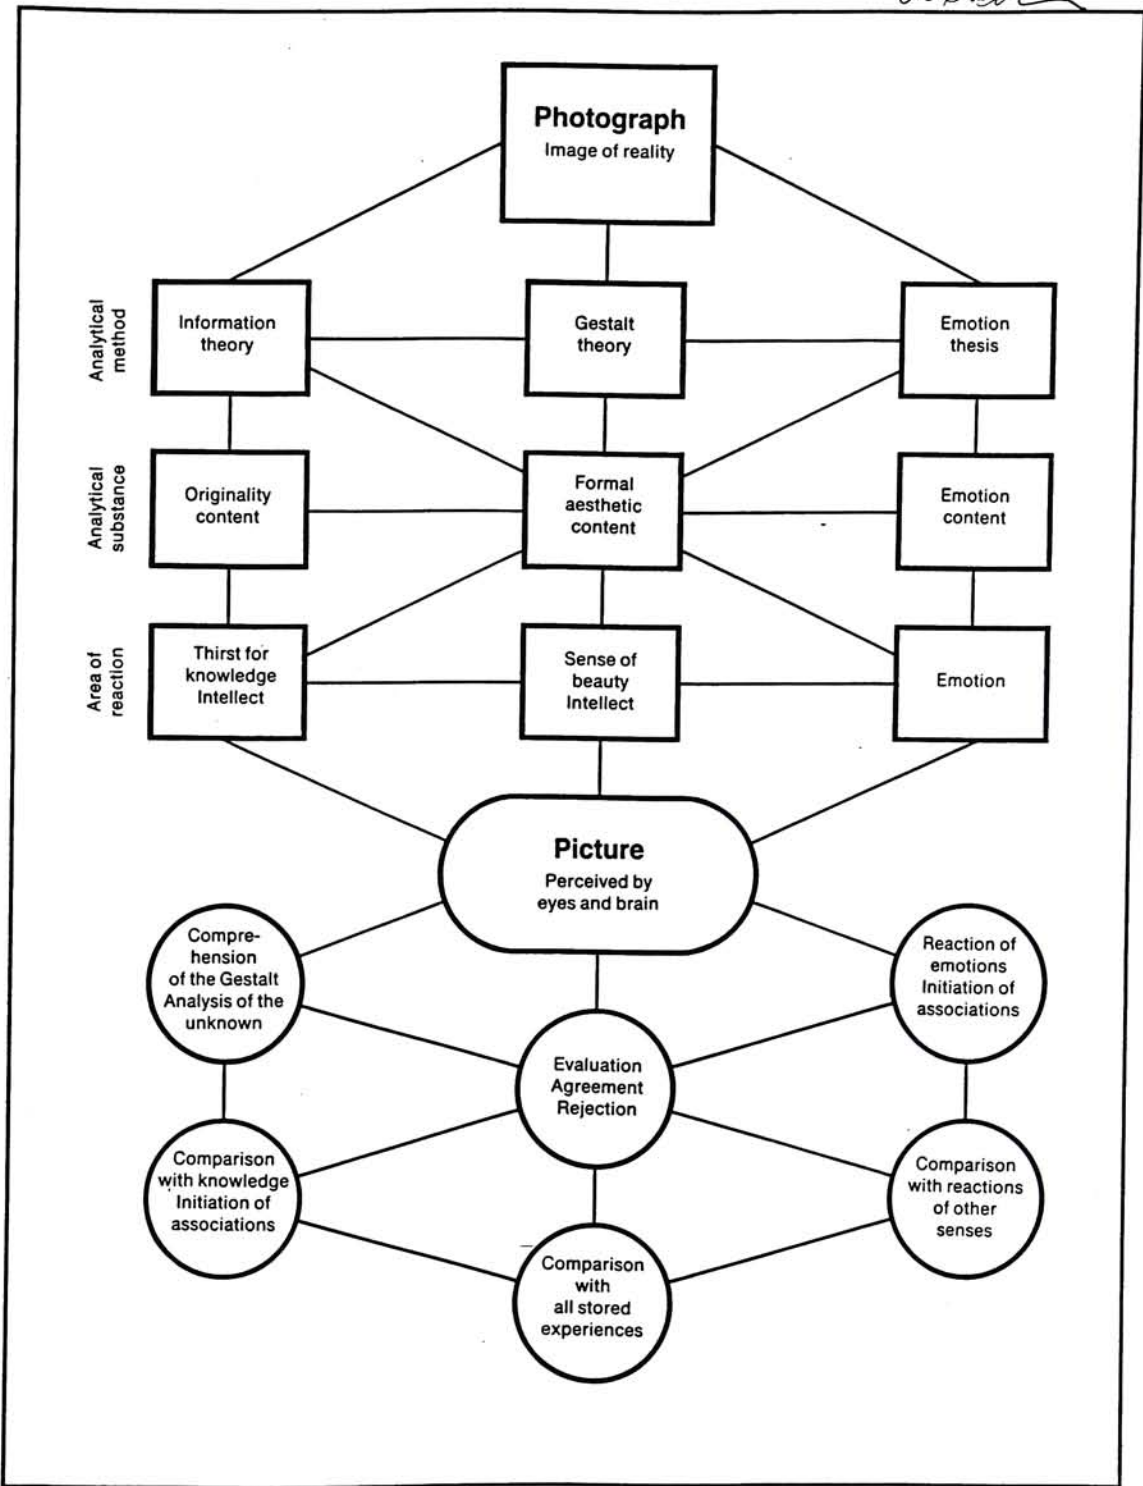 Photograph
Image of reality
Analytical
method
Information
theory
Gestalt
theory
Emotion
thesis
Analytical
substance
Originality
content
Formal
aesthetic
content
Emotion
content
Area of
reaction
Thirst for
knowledge
Intellect
Sense of
beauty
Intellect
Emotion
Picture
Perceived by
eyes and brain
Compre-
hension
of the Gestalt
Analysis of the
unknown
Reaction of
emotions
Initiation of
associations
Evaluation
Agreement
Rejection
Comparison
with knowledge
Initiation of
associations
Comparison
with reactions
of other
senses
Comparison
with
all stored
experiences